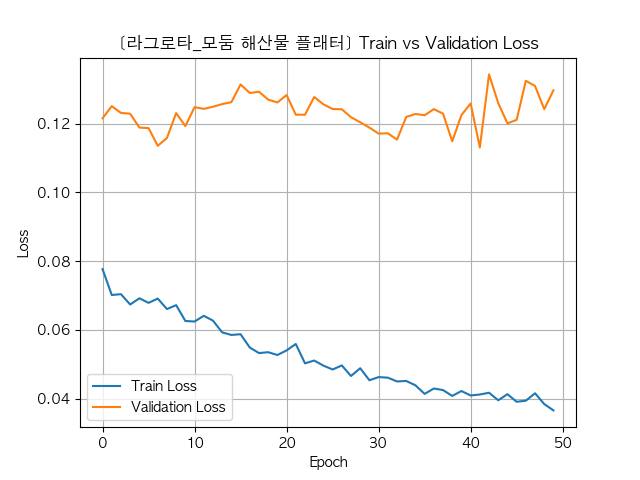 [라그로타_모둠 해산물 플래터] Train vs Validation Loss
Loss
0.12
0.10
0.08
0.06
0.04
Train Loss
Validation Loss
0 10 20 30 40 50
Epoch